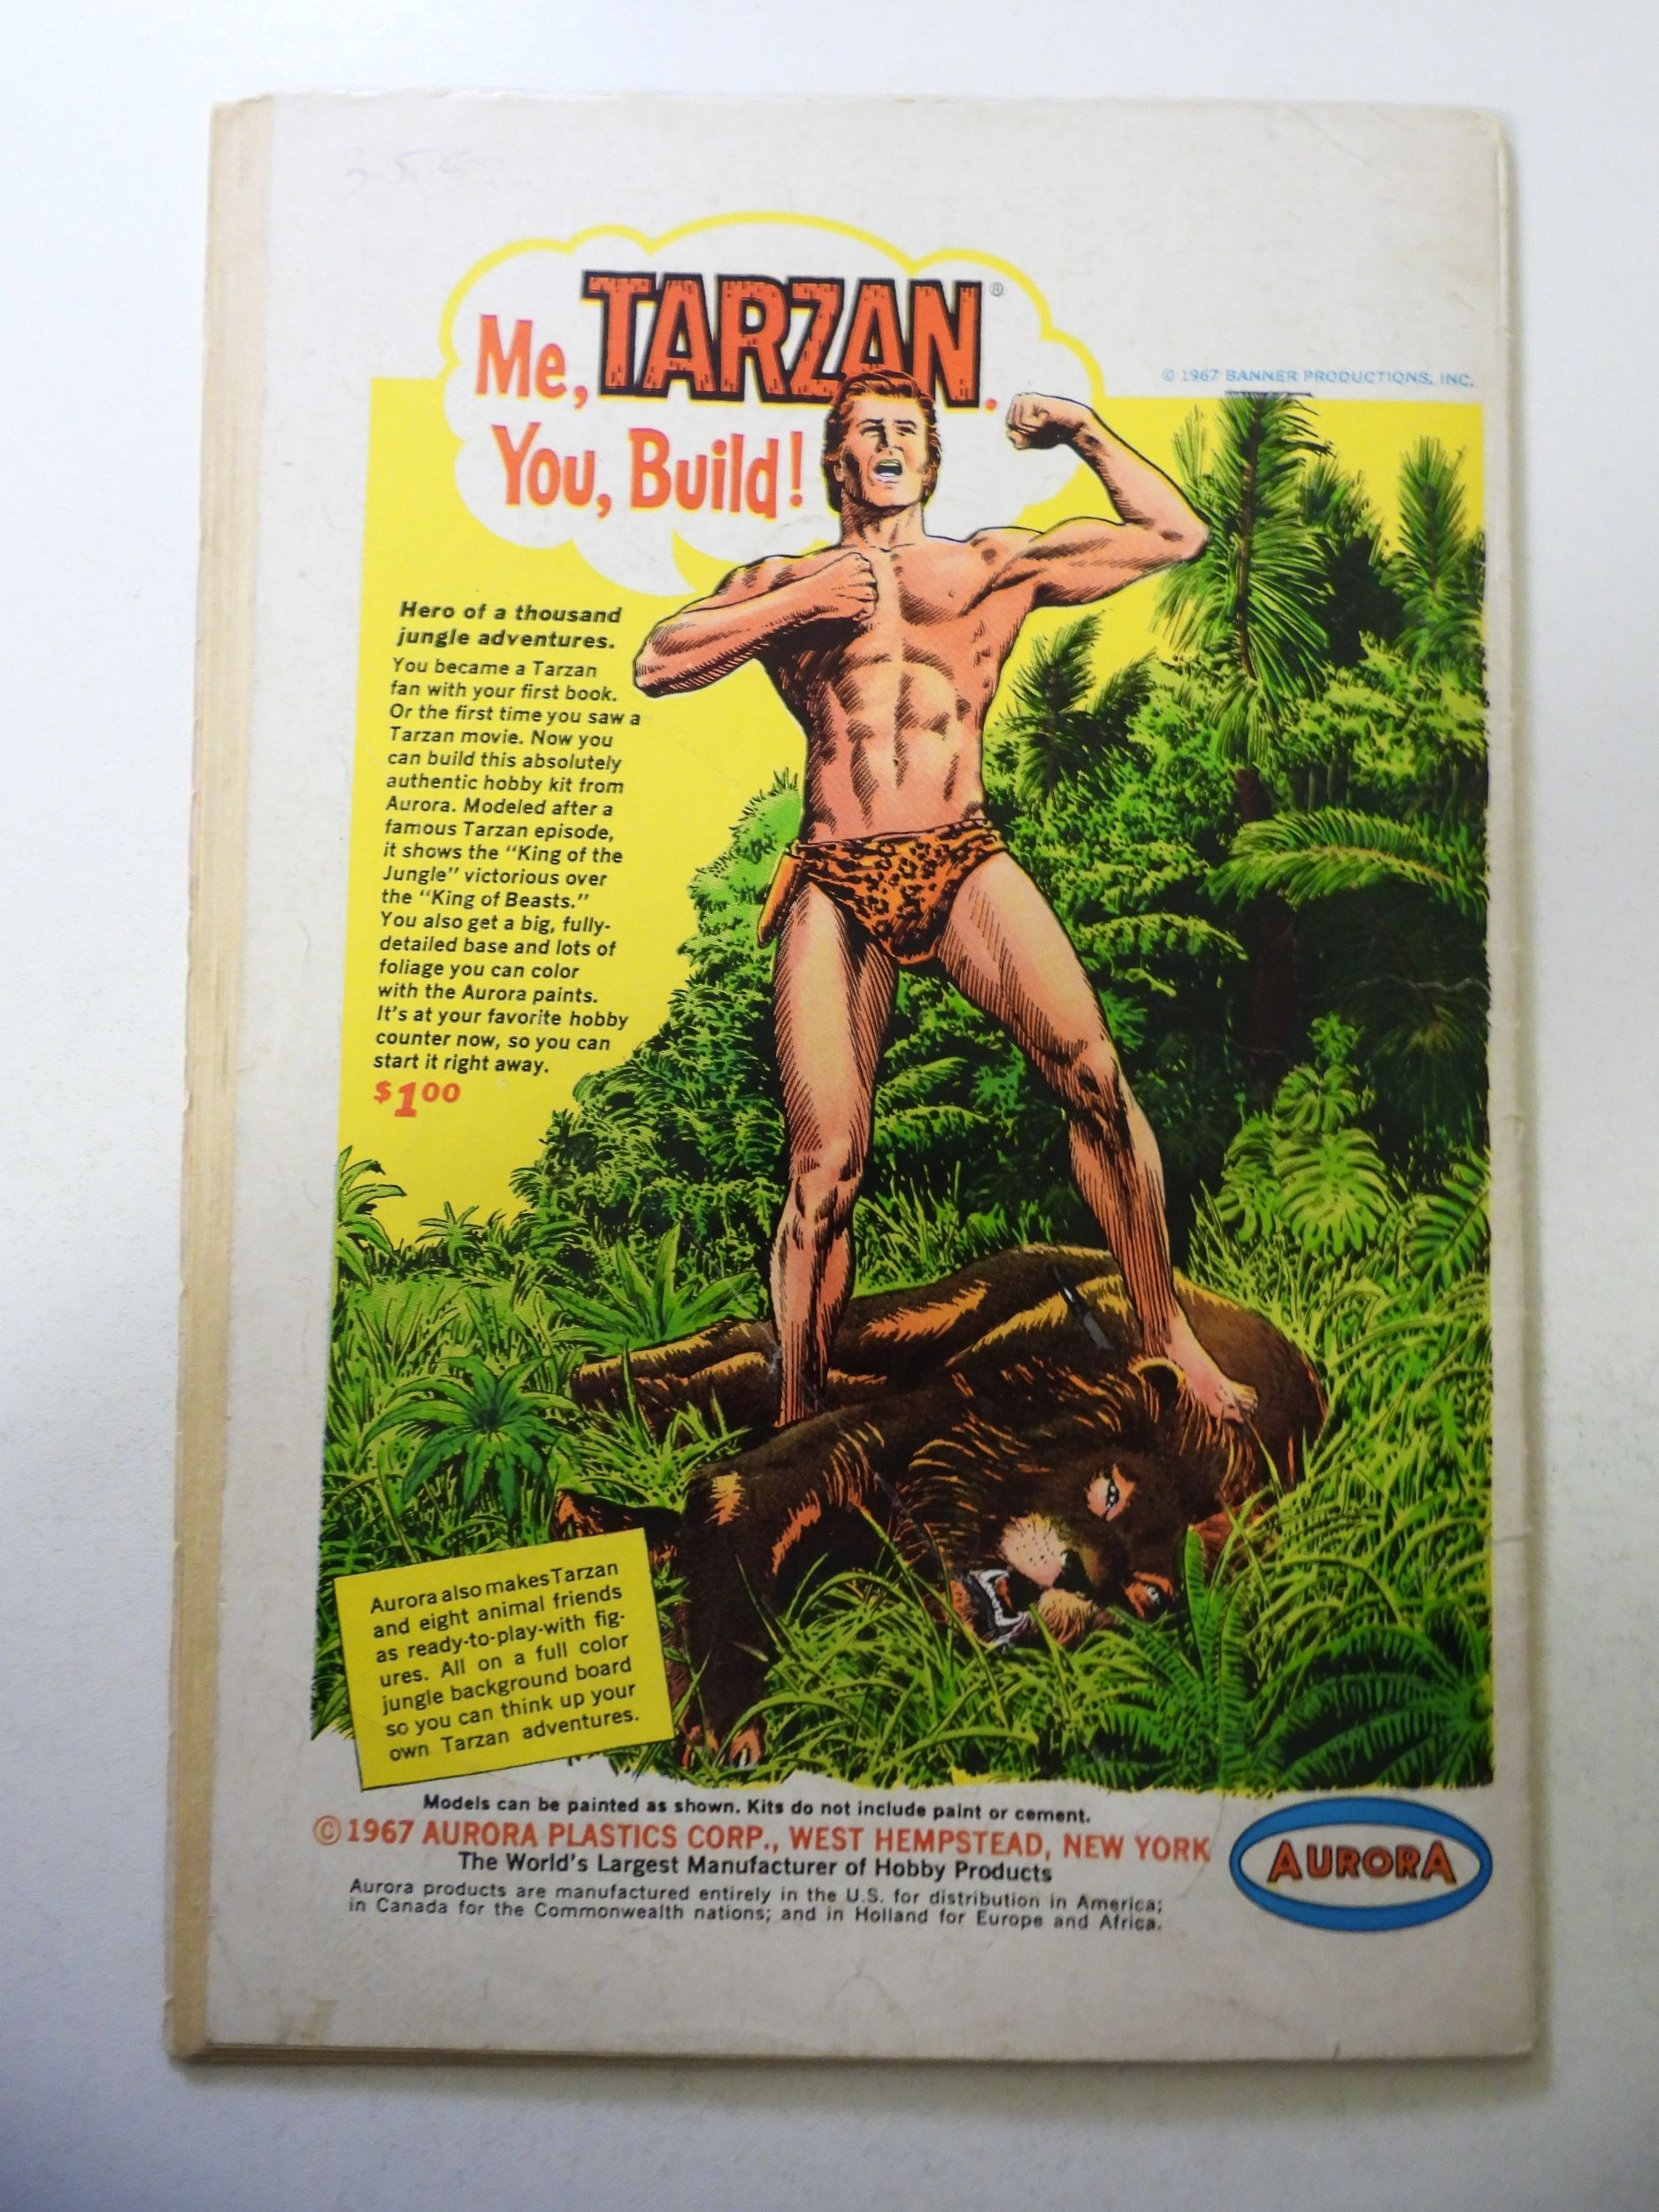 Me, TARZAN®.
You, Build!
© 1967 BANNER PRODUCTIONS, INC.
Hero of a thousand
jungle adventures.
You became a Tarzan
fan with your first book.
Or the first time you saw a
Tarzan movie. Now you
can build this absolutely
authentic hobby kit from
Aurora. Modeled after a
famous Tarzan episode,
it shows the “King of the
Jungle” victorious over
the “King of Beasts.”
You also get a big, fully-
detailed base and lots of
foliage you can color
with the Aurora paints.
It's at your favorite hobby
counter now, so you can
start it right away.
$1⁰⁰
Aurora also makes Tarzan
and eight animal friends
as ready-to-play-with fig-
ures. All on a full color
jungle background board
so you can think up your
own Tarzan adventures.
Models can be painted as shown. Kits do not include paint or cement.
© 1967 AURORA PLASTICS CORP., WEST HEMPSTEAD, NEW YORK
The World's Largest Manufacturer of Hobby Products
Aurora products are manufactured entirely in the U.S. for distribution in America;
in Canada for the Commonwealth nations; and in Holland for Europe and Africa.
AURORA